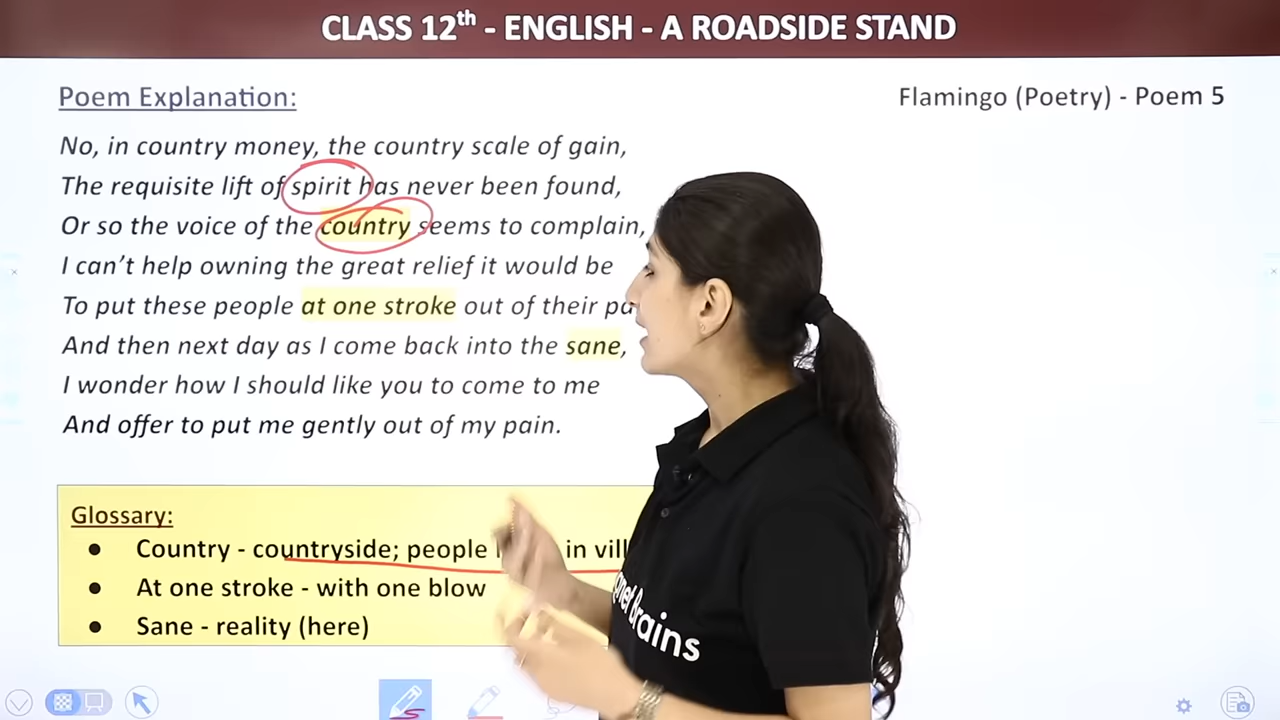 CLASS 12th - ENGLISH - A ROADSIDE STAND
Poem Explanation:
Flamingo (Poetry) - Poem 5
No, in country money, the country scale of gain,
The requisite lift of spirit has never been found,
Or so the voice of the country seems to complain,
I can't help owning the great relief it would be
To put these people at one stroke out of their
And then next day as I come back into the sane,
I wonder how I should like you to come to me
And offer to put me gently out of my pain.
Glossary:
● Country - countryside; people in
● At one stroke - with one blow
● Sane - reality (here)
Brains